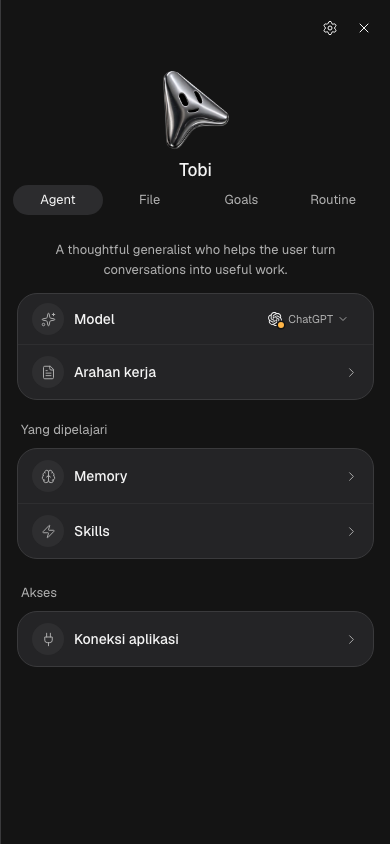 Tobi
Agent
File
Goals
Routine
A thoughtful generalist who helps the user turn
conversations into useful work.
Model
ChatGPT
Arahan kerja
Yang dipelajari
Memory
Skills
Akses
Koneksi aplikasi